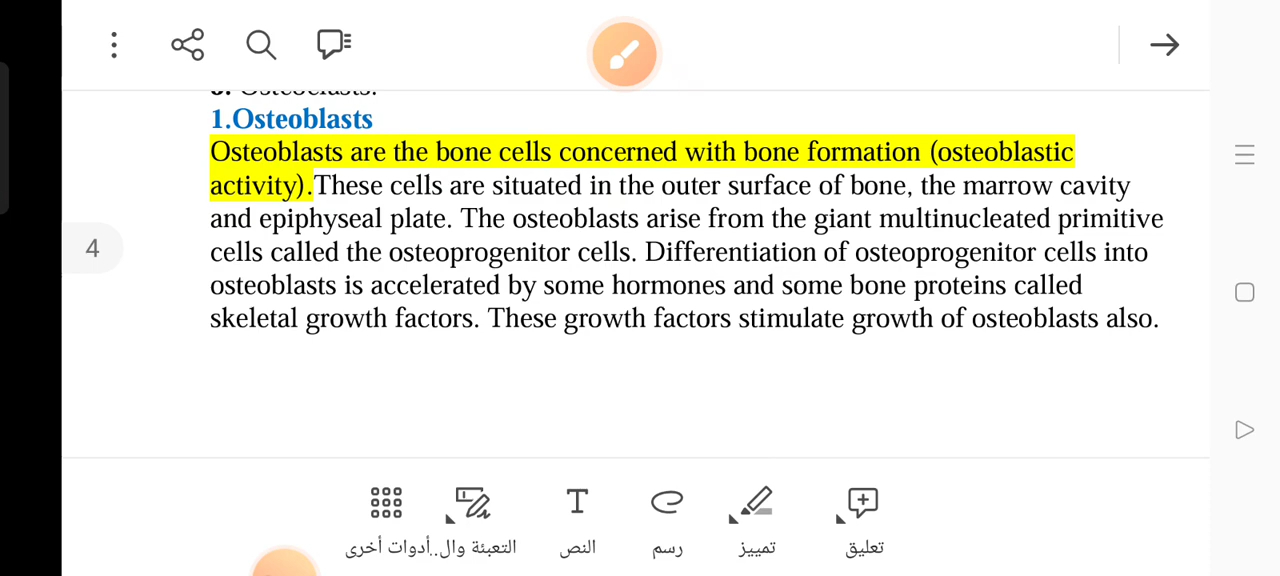 3. Osteoclasts.
1.Osteoblasts
Osteoblasts are the bone cells concerned with bone formation (osteoblastic
activity).These cells are situated in the outer surface of bone, the marrow cavity
and epiphyseal plate. The osteoblasts arise from the giant multinucleated primitive
4
cells called the osteoprogenitor cells. Differentiation of osteoprogenitor cells into
osteoblasts is accelerated by some hormones and some bone proteins called
skeletal growth factors. These growth factors stimulate growth of osteoblasts also.
تعليق
تمييز
رسم
النص
التعبئة وال..
أدوات أخرى